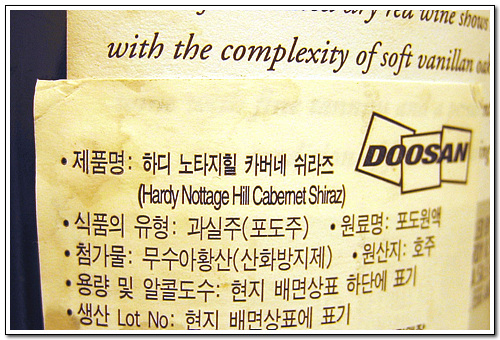 dry red wine shows
with the complexity of soft vanillan
DOOSAN
• 제품명: 하디 노타지힐 카버네 쉬라즈
(Hardy Nottage Hill Cabernet Shiraz)
• 식품의 유형: 과실주(포도주) • 원료명: 포도원액
• 첨가물: 무수아황산(산화방지제) • 원산지: 호주
• 용량 및 알콜도수: 현지 배면상표 하단에 표기
• 생산 Lot No: 현지 배면상표에 표기